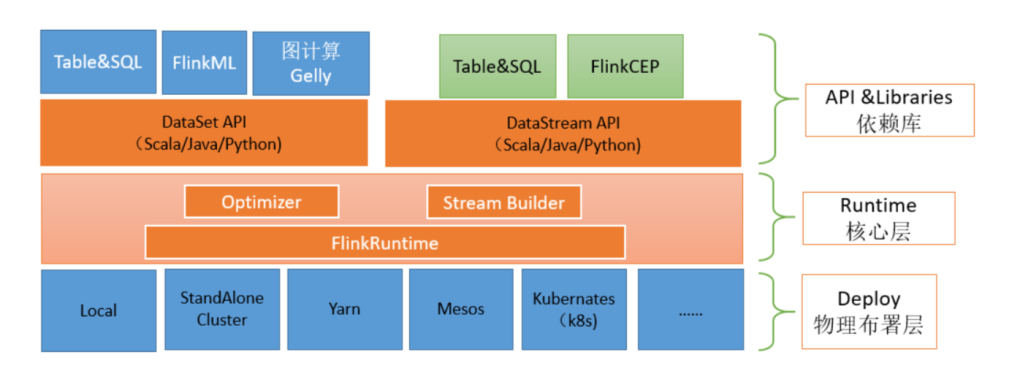 Table&SQL
FlinkML
图计算
Gelly
Table&SQL
FlinkCEP
API &Libraries
依赖库
DataSet API
（Scala/Java/Python)
DataStream API
（Scala/Java/Python)
Optimizer
Stream Builder
FlinkRuntime
Runtime
核心层
Local
StandAlone
Cluster
Yarn
Mesos
Kubernates
（k8s)
......
Deploy
物理布署层